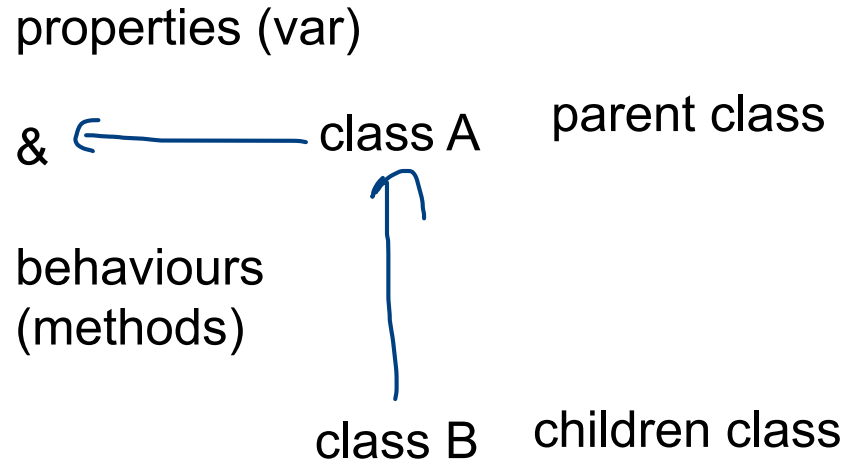 properties (var)
& class A parent class
behaviours
(methods)
class B children class